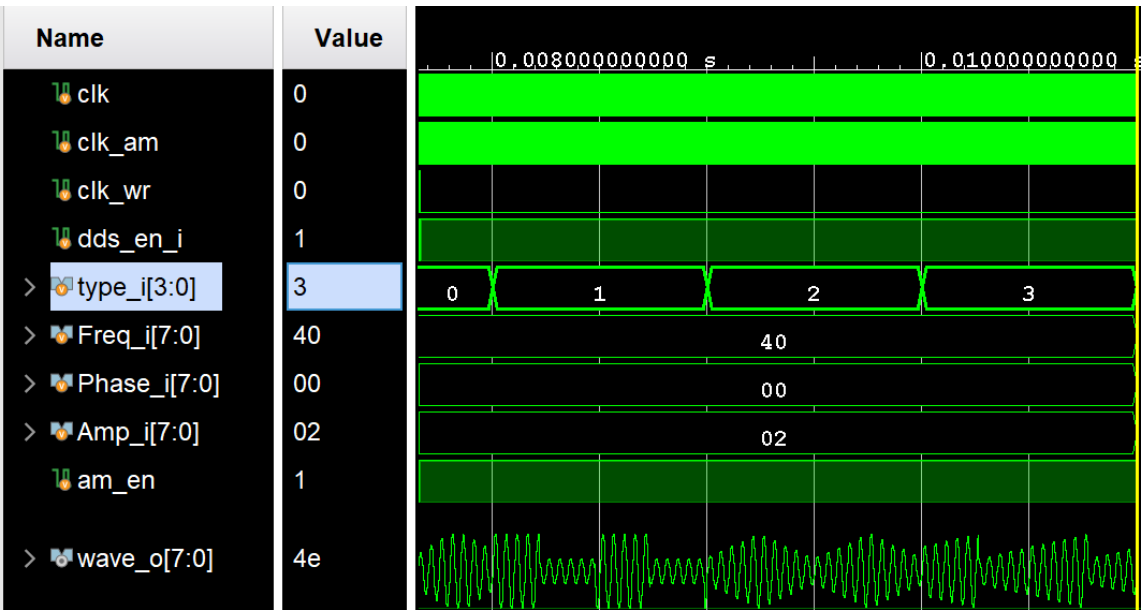 Name Value
0.008000000000 s 0.010000000000 s
clk 0
clk_am 0
clk_wr 0
dds_en_i 1
type_i[3:0] 3 0 1 2 3
Freq_i[7:0] 40 40
Phase_i[7:0] 00 00
Amp_i[7:0] 02 02
am_en 1
wave_o[7:0] 4e